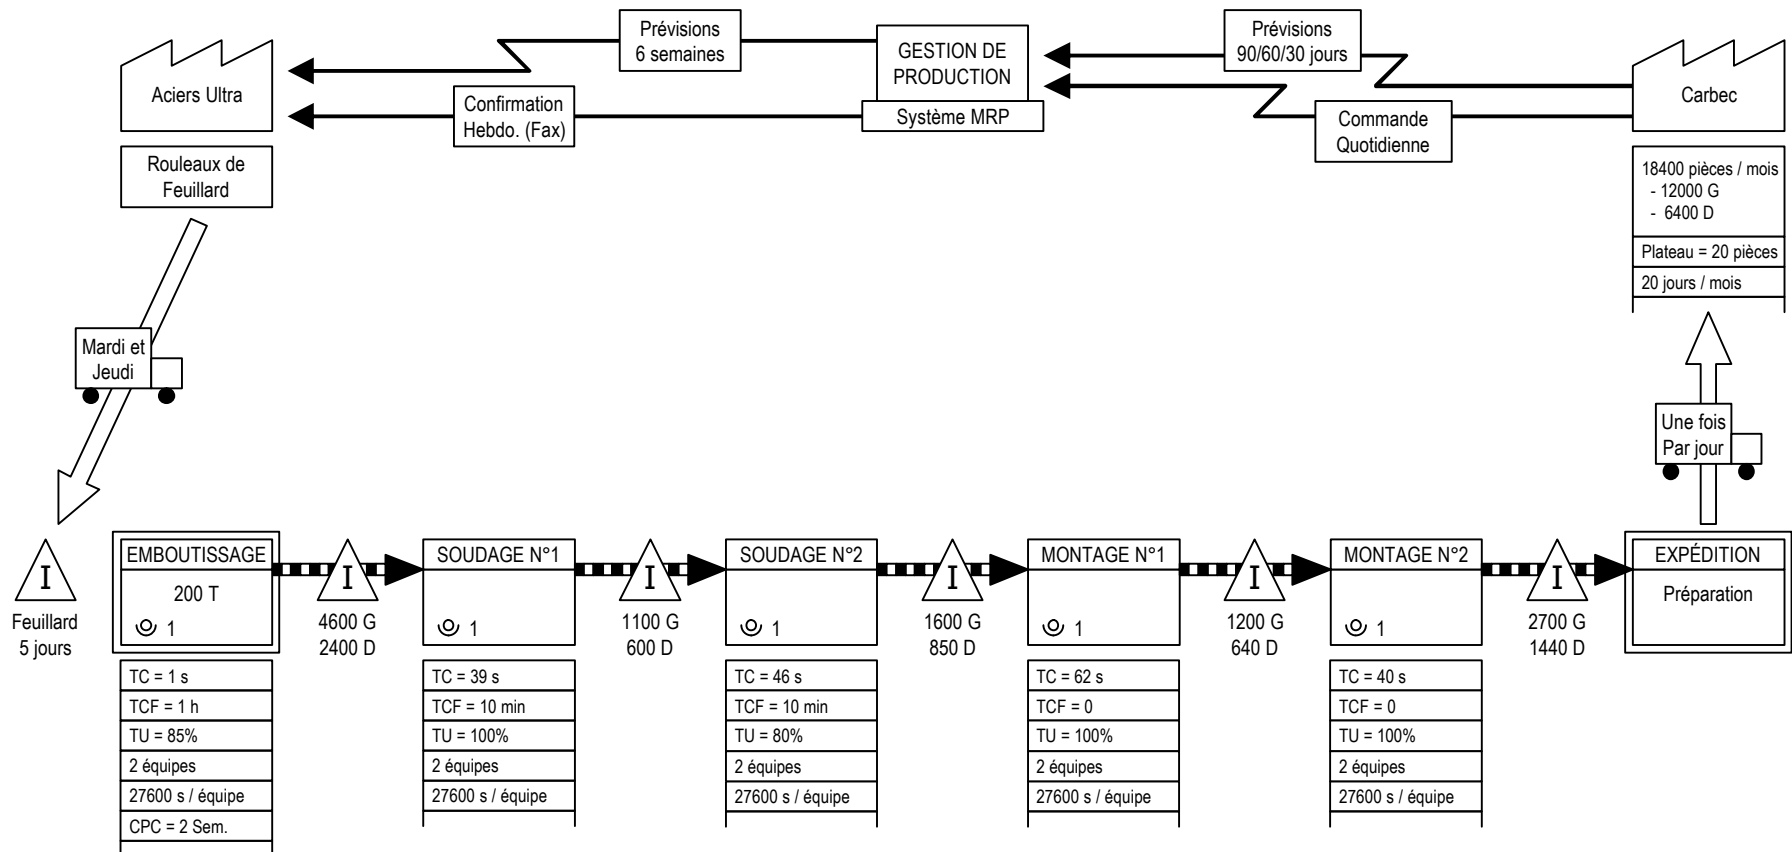 Prévisions
6 semaines
GESTION DE
PRODUCTION
Système MRP
Prévisions
90/60/30 jours
Aciers Ultra
Confirmation
Hebdo. (Fax)
Commande
Quotidienne
Carbec
Rouleaux de
Feuillard
18400 pièces / mois
- 12000 G
- 6400 D
Plateau = 20 pièces
20 jours / mois
Mardi et
Jeudi
Une fois
Par jour
I
Feuillard
5 jours
EMBOUTISSAGE
200 T
1
TC = 1 s
TCF = 1 h
TU = 85%
2 équipes
27600 s / équipe
CPC = 2 Sem.
I
4600 G
2400 D
SOUDAGE N°1
1
TC = 39 s
TCF = 10 min
TU = 100%
2 équipes
27600 s / équipe
I
1100 G
600 D
SOUDAGE N°2
1
TC = 46 s
TCF = 10 min
TU = 80%
2 équipes
27600 s / équipe
I
1600 G
850 D
MONTAGE N°1
1
TC = 62 s
TCF = 0
TU = 100%
2 équipes
27600 s / équipe
I
1200 G
640 D
MONTAGE N°2
1
TC = 40 s
TCF = 0
TU = 100%
2 équipes
27600 s / équipe
I
2700 G
1440 D
EXPÉDITION
Préparation